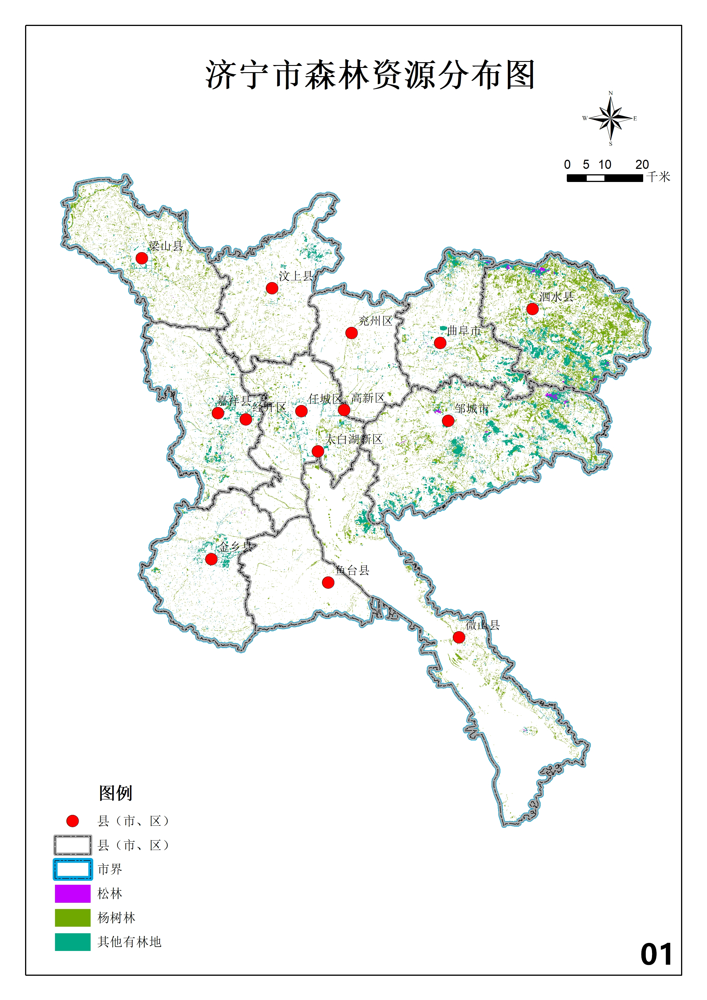 济宁市森林资源分布图
N
W
E
S
0 5 10 20
千米
梁山县
汶上县
泗水县
兖州区
曲阜市
嘉祥县
经开区
任城区
高新区
邹城市
太白湖新区
金乡县
鱼台县
微山县
图例
县（市、区）
县（市、区）
市界
松林
杨树林
其他有林地
01